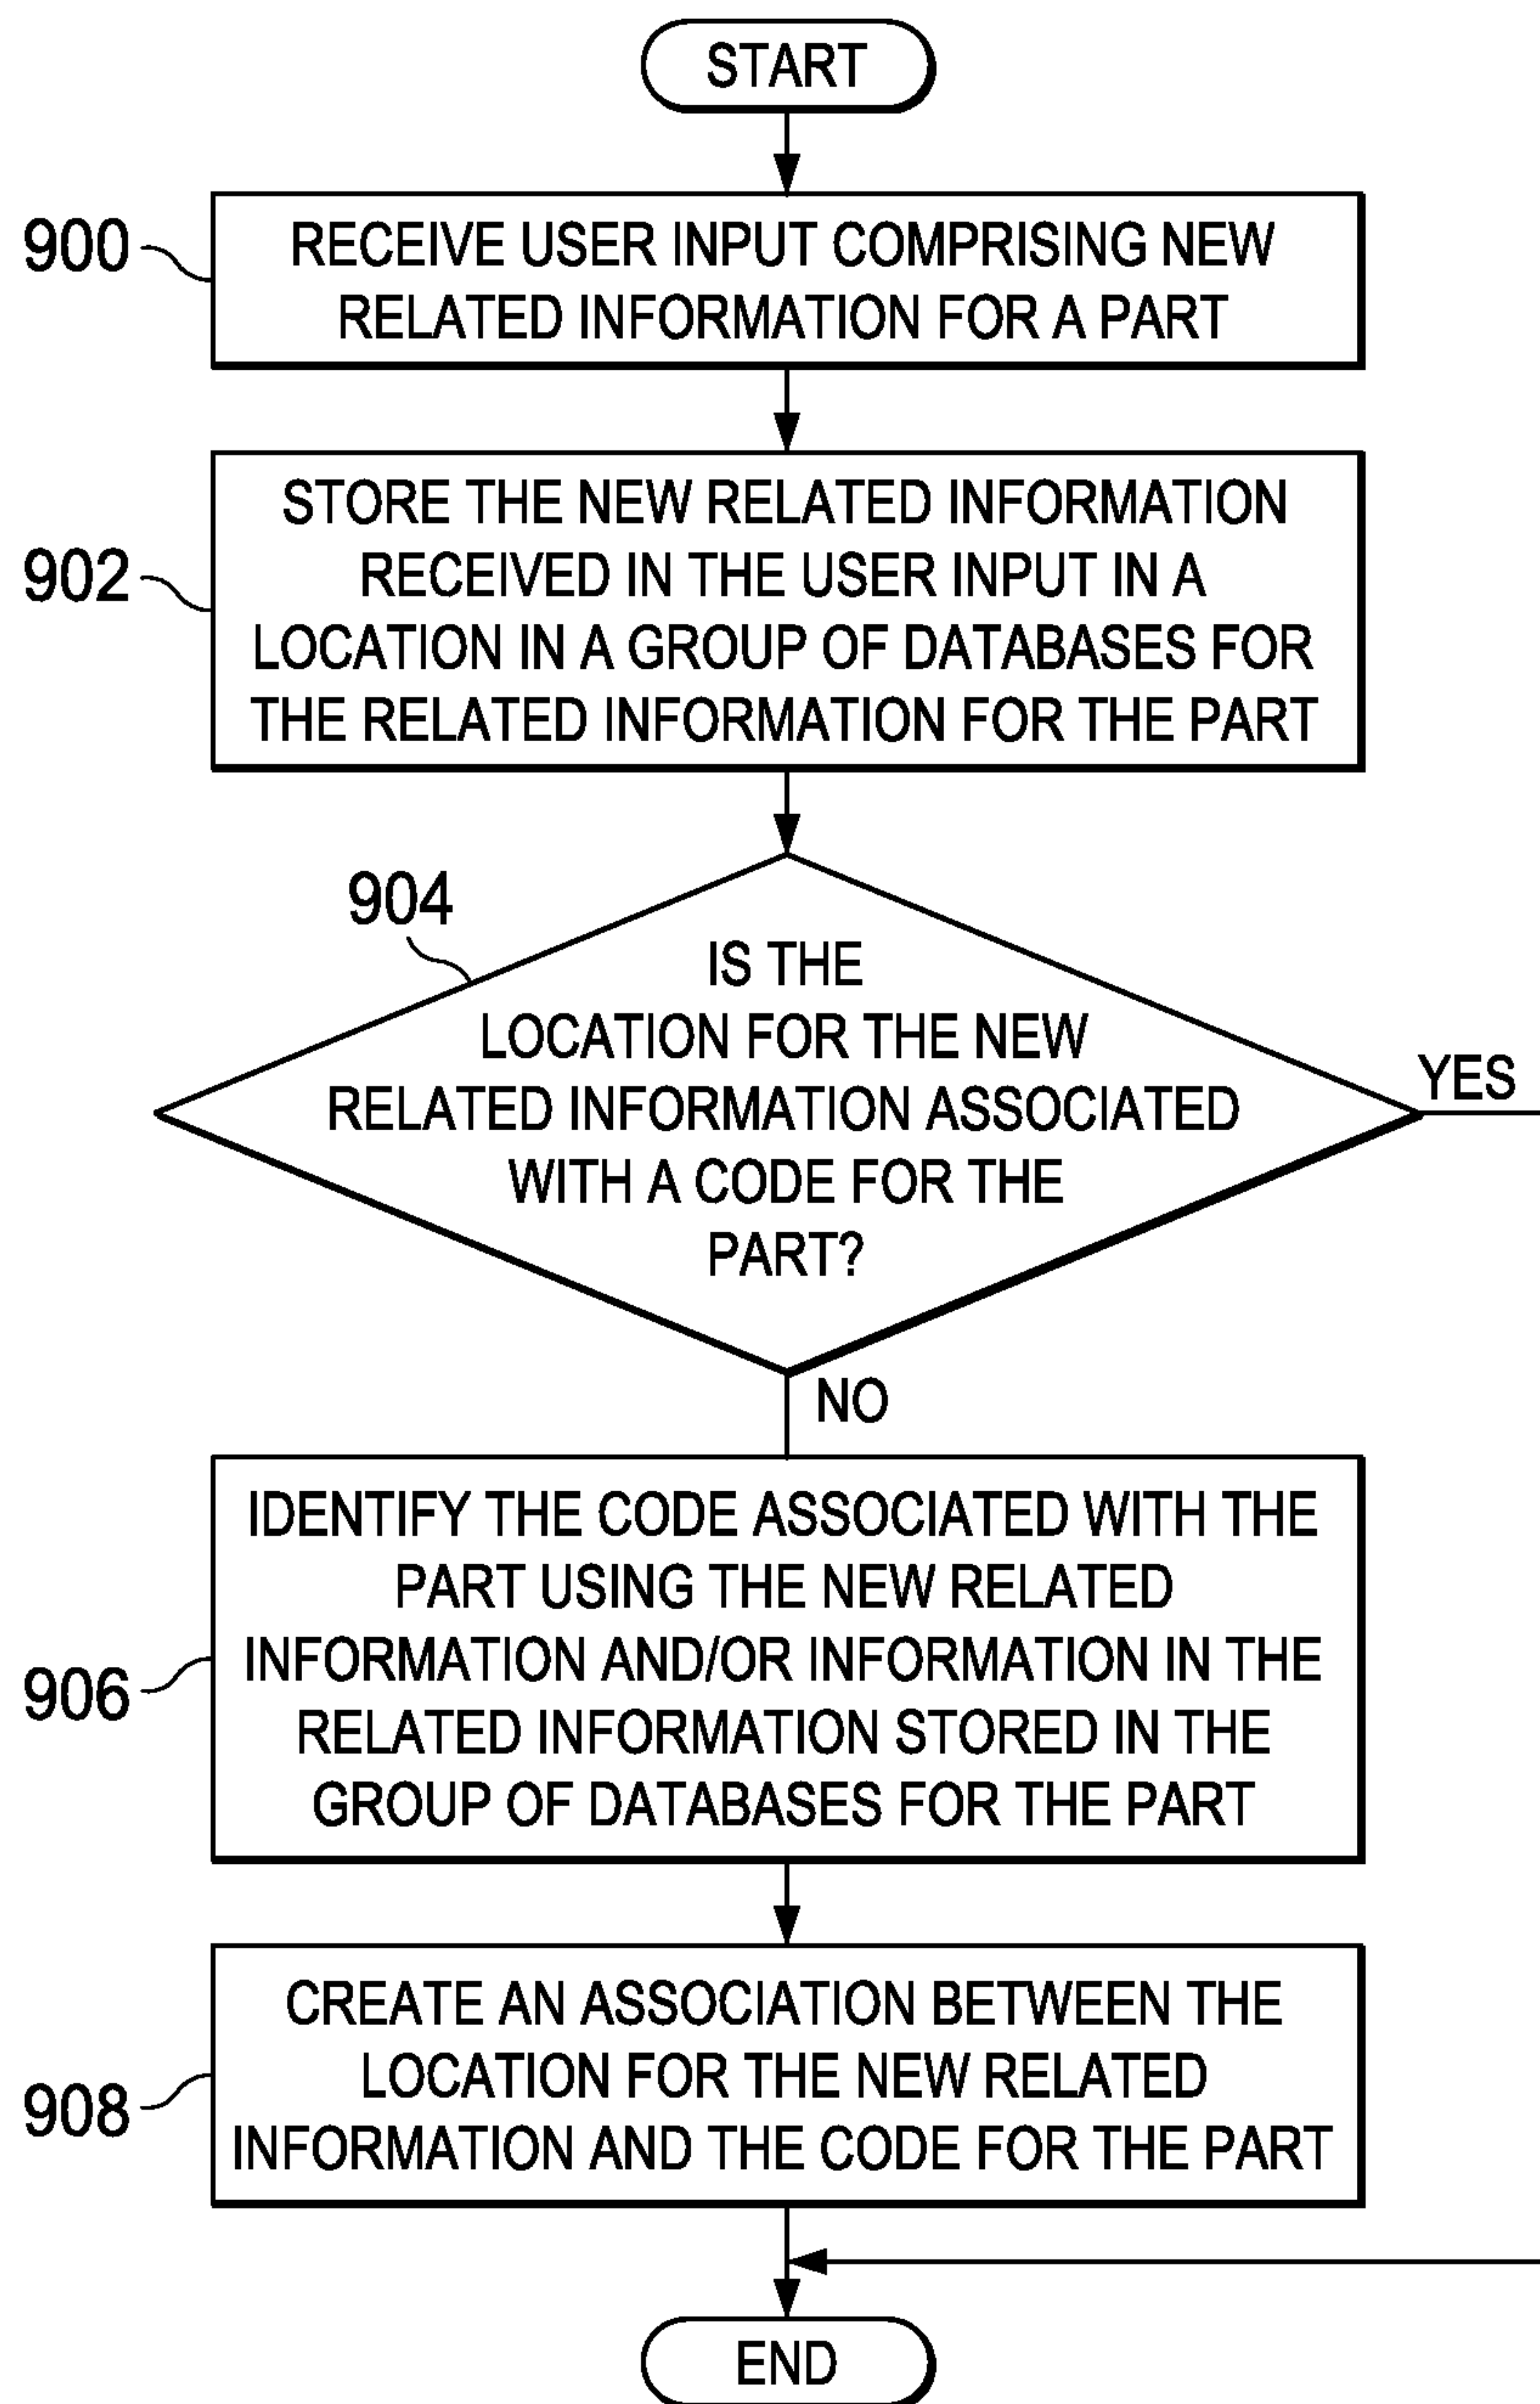 START
900
RECEIVE USER INPUT COMPRISING NEW
RELATED INFORMATION FOR A PART
902
STORE THE NEW RELATED INFORMATION
RECEIVED IN THE USER INPUT IN A
LOCATION IN A GROUP OF DATABASES FOR
THE RELATED INFORMATION FOR THE PART
904
IS THE
LOCATION FOR THE NEW
RELATED INFORMATION ASSOCIATED
WITH A CODE FOR THE
PART?
YES
NO
906
IDENTIFY THE CODE ASSOCIATED WITH THE
PART USING THE NEW RELATED
INFORMATION AND/OR INFORMATION IN THE
RELATED INFORMATION STORED IN THE
GROUP OF DATABASES FOR THE PART
908
CREATE AN ASSOCIATION BETWEEN THE
LOCATION FOR THE NEW RELATED
INFORMATION AND THE CODE FOR THE PART
END